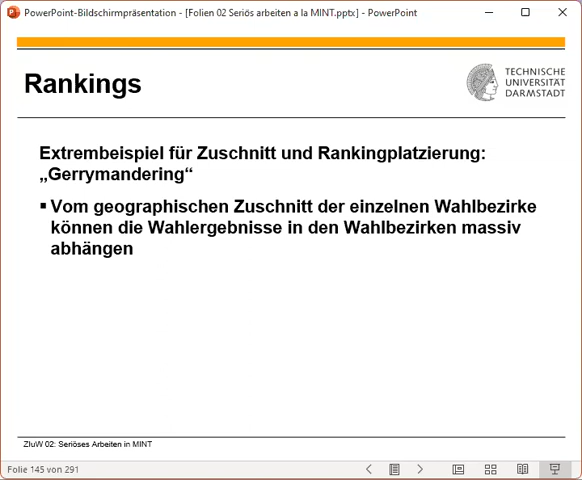 PowerPoint-Bildschirmpräsentation - [Folien 02 Seriös arbeiten a la MINT.pptx] - PowerPoint
Rankings
TECHNISCHE
UNIVERSITÄT
DARMSTADT
Extrembeispiel für Zuschnitt und Rankingplatzierung:
„Gerrymandering“
▪ Vom geographischen Zuschnitt der einzelnen Wahlbezirke
können die Wahlergebnisse in den Wahlbezirken massiv
abhängen
ZIuW 02: Seriöses Arbeiten in MINT
Folie 145 von 291